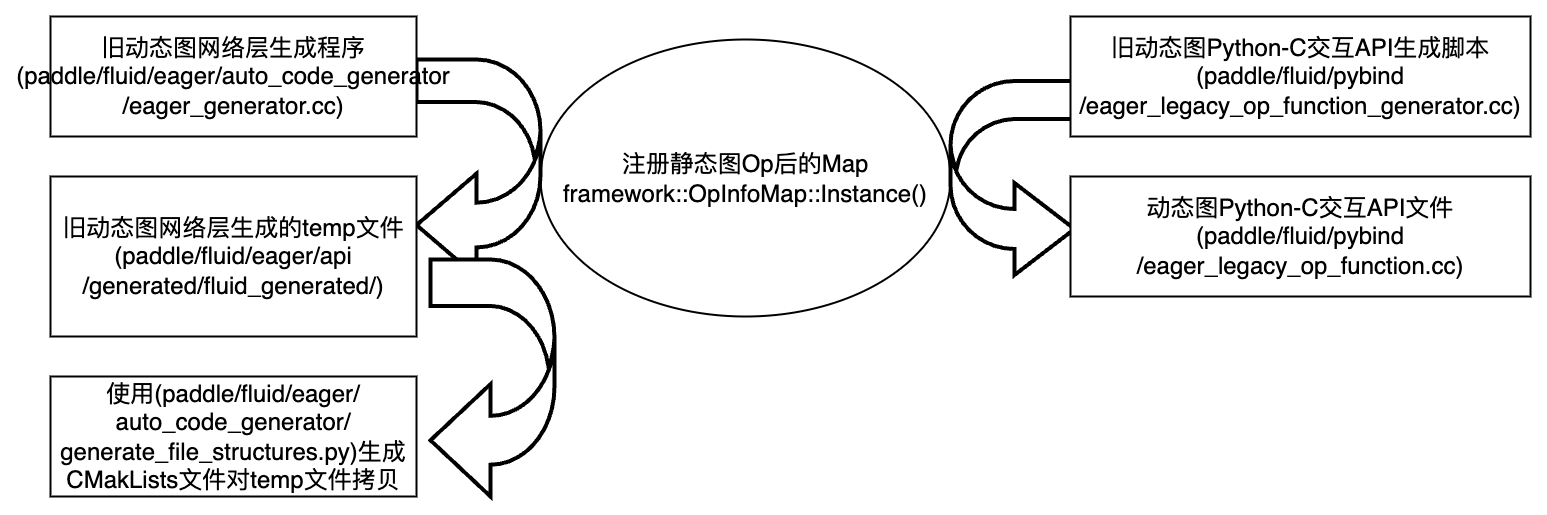 旧动态图网络层生成程序
(paddle/fluid/eager/auto_code_generator
/eager_generator.cc)
旧动态图网络层生成的temp文件
(paddle/fluid/eager/api
/generated/fluid_generated/)
使用(paddle/fluid/eager/
auto_code_generator/
generate_file_structures.py)生成
CMakLists文件对temp文件拷贝
注册静态图Op后的Map
framework::OpInfoMap::Instance()
旧动态图Python-C交互API生成脚本
(paddle/fluid/pybind
/eager_legacy_op_function_generator.cc)
动态图Python-C交互API文件
(paddle/fluid/pybind
/eager_legacy_op_function.cc)